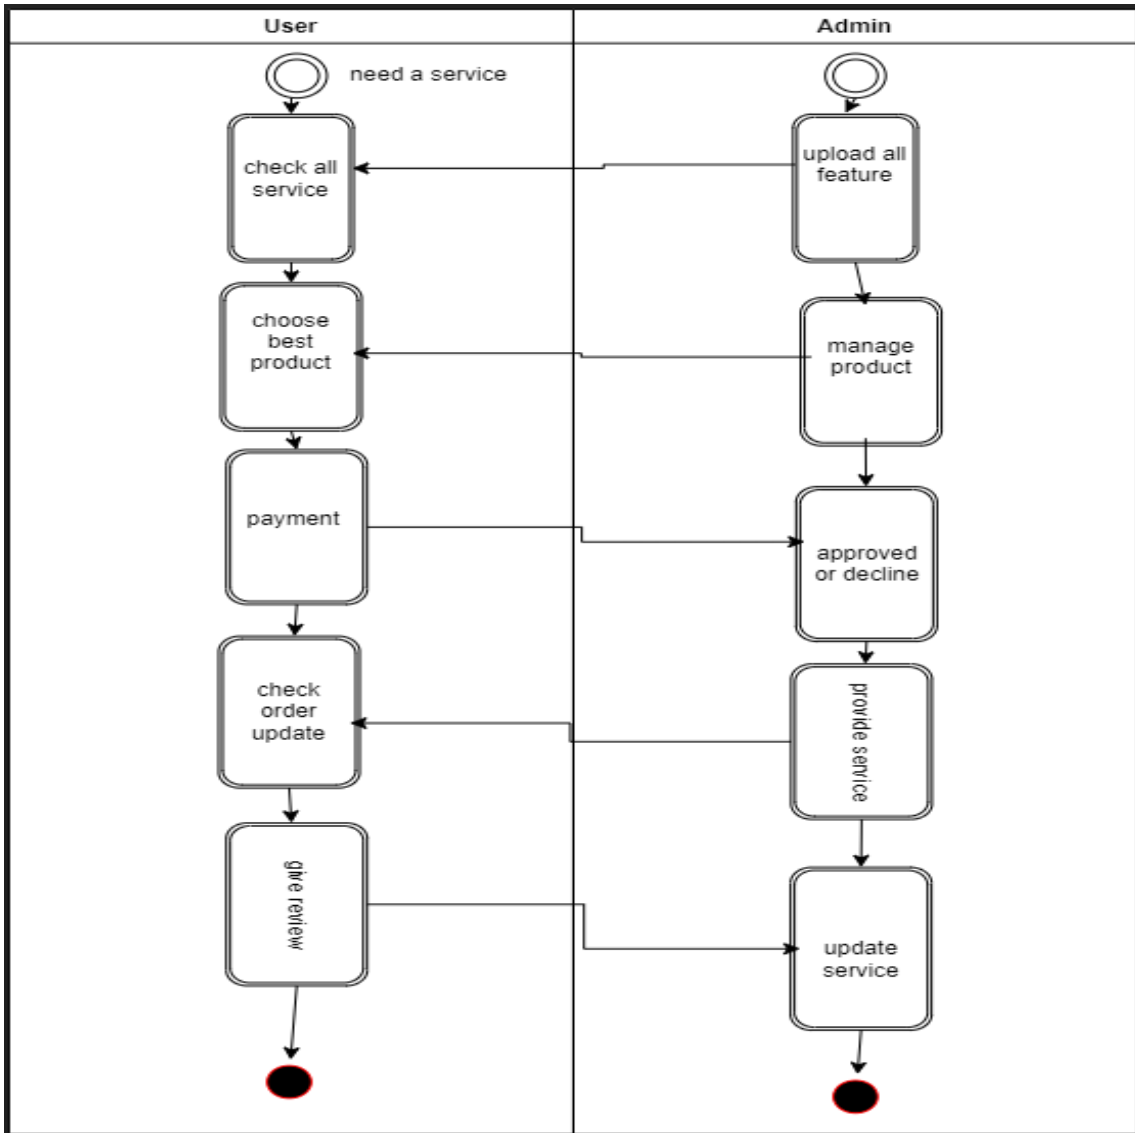 User
Admin
need a service
check all
service
upload all
feature
choose
best
product
manage
product
payment
approved
or decline
check
order
update
provide service
give review
update
service